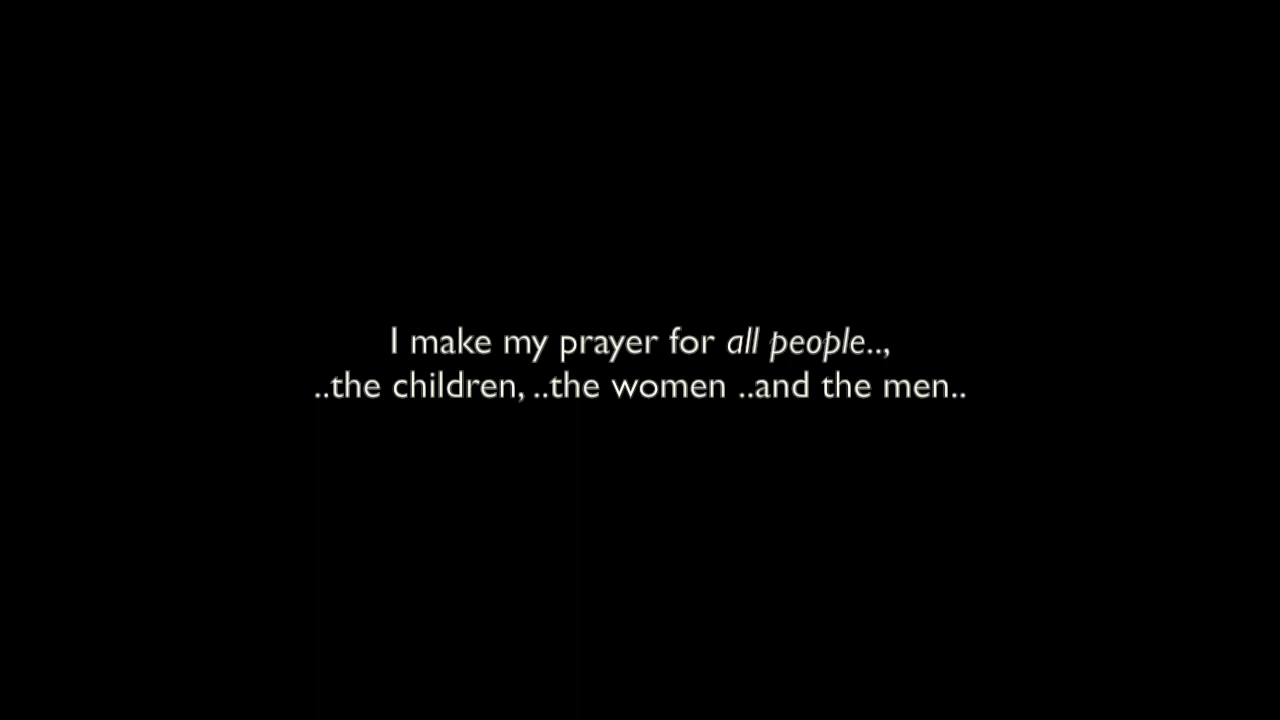 I make my prayer for all people..,
..the children, ..the women ..and the men..